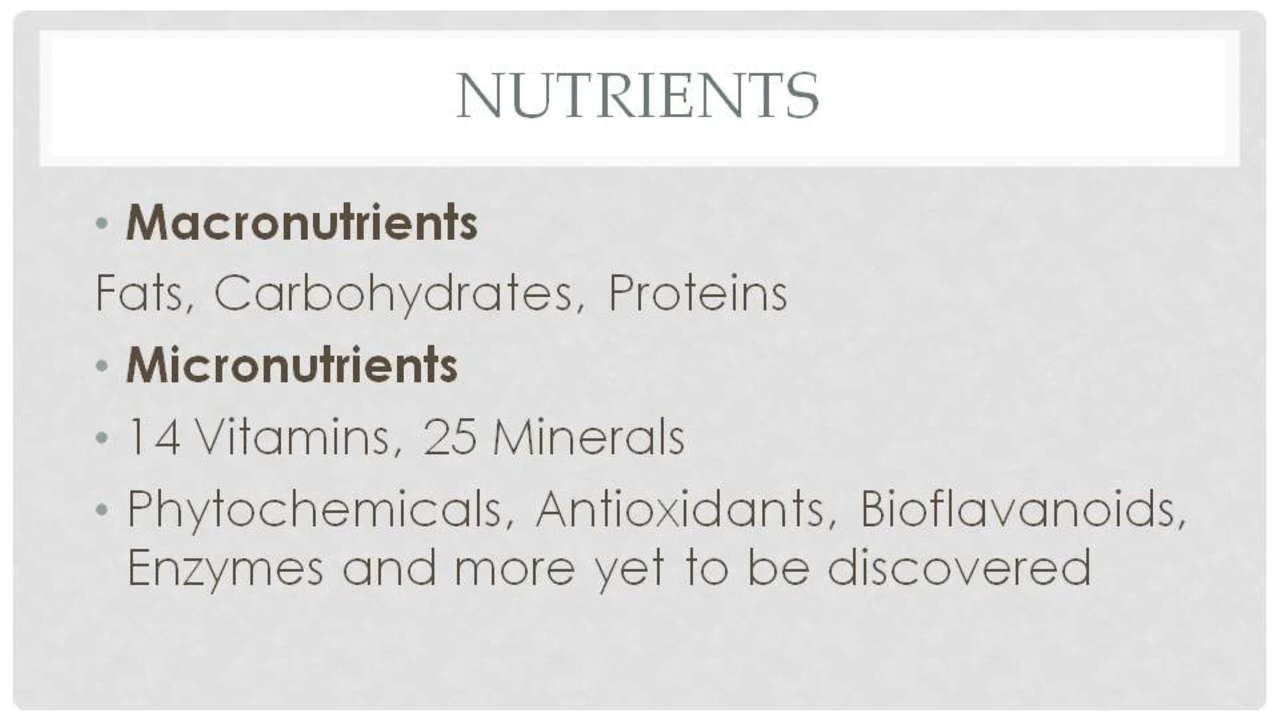 NUTRIENTS
• Macronutrients
Fats, Carbohydrates, Proteins
• Micronutrients
• 14 Vitamins, 25 Minerals
• Phytochemicals, Antioxidants, Bioflavanoids,
Enzymes and more yet to be discovered